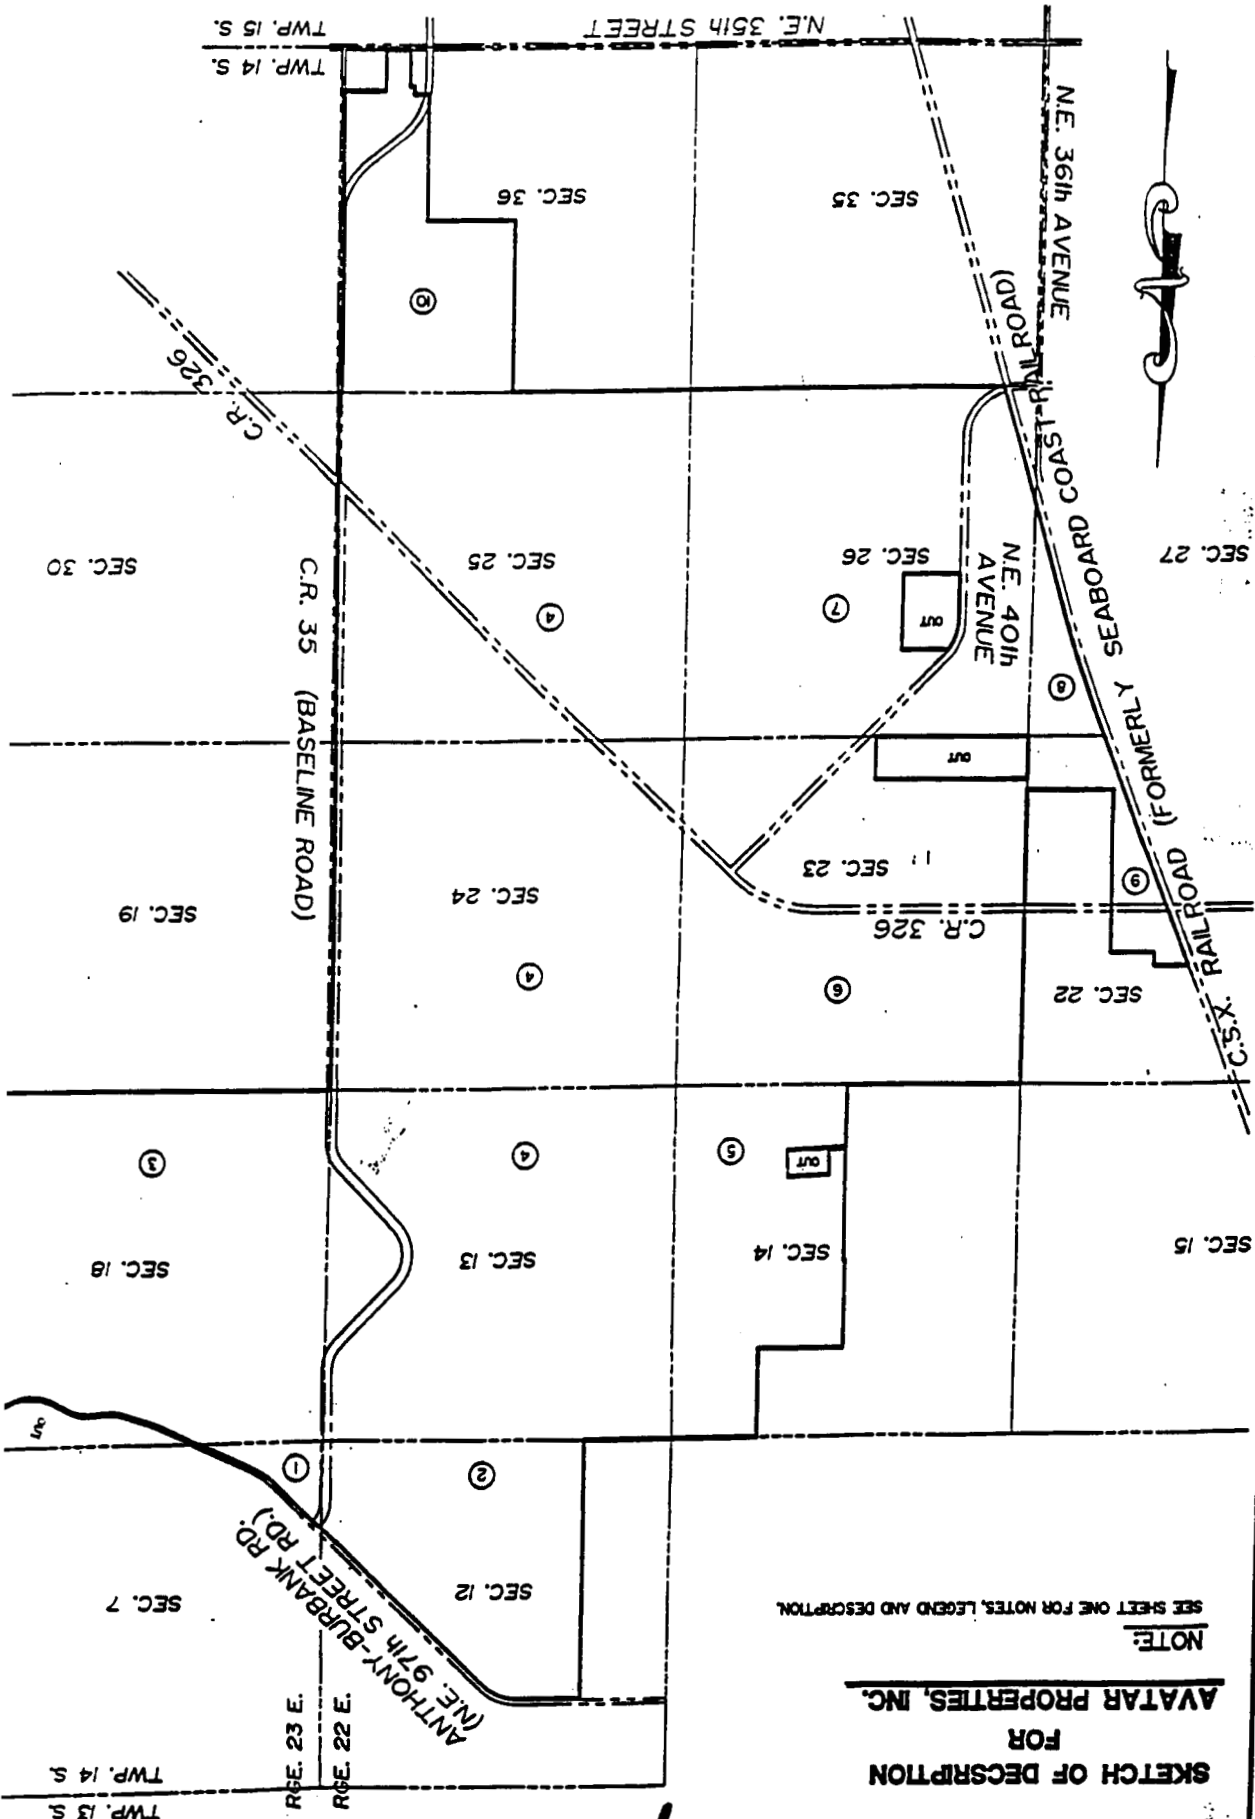 SKETCH OF DECSRIPTION
FOR
AVATAR PROPERTIES, INC.
NOTE:
SEE SHEET ONE FOR NOTES, LEGEND AND DESCRIPTION.
TWP. 13 S.
TWP. 14 S.
RGE. 22 E.
RGE. 23 E.
ANTHONY-BURBANK RD.
(N.E. 97th STREET RD.)
SEC. 12
SEC. 7
2
1
SEC. 15
SEC. 14
SEC. 13
SEC. 18
OUT
5
4
3
C.S.X. RAILROAD (FORMERLY SEABOARD COAST RAILROAD)
SEC. 22
6
4
C.R. 326
9
SEC. 23
SEC. 24
SEC. 19
OUT
C.R. 35 (BASELINE ROAD)
8
7
4
OUT
N.E. 40th
AVENUE
SEC. 27
SEC. 26
SEC. 25
SEC. 30
C.R. 326
10
N.E. 36th AVENUE
SEC. 35
SEC. 36
TWP. 14 S.
TWP. 15 S.
N.E. 35th STREET